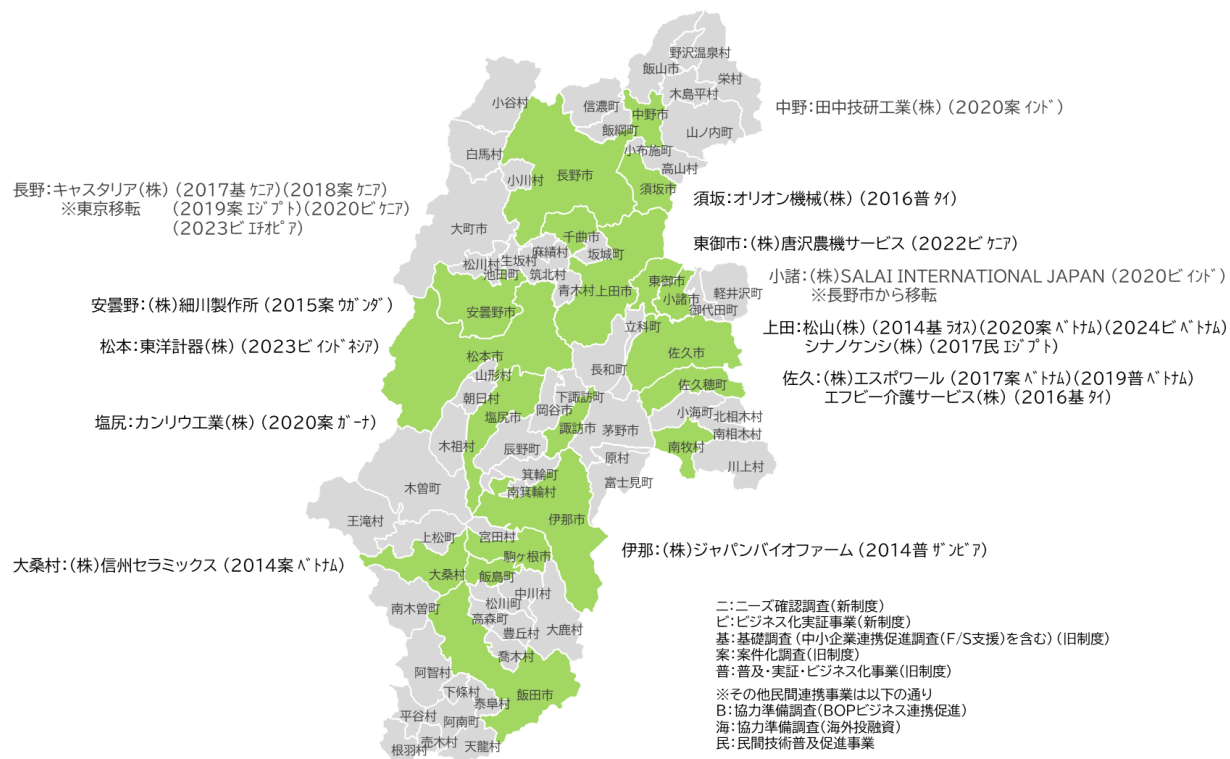 野沢温泉村
飯山市
栄村
木島平村
小谷村
信濃町
中野市
飯綱町
山ノ内町
中野：田中技研工業(株) (2020案 ｲﾝﾄﾞ)
白馬村
小布施町
高山村
小川村
長野市
須坂市
長野：キャスタリア(株) (2017基 ｹﾆｱ)(2018案 ｹﾆｱ)
※東京移転 (2019案 ｴｼﾞﾌﾟﾄ)(2020ビ ｹﾆｱ)
(2023ビ ｴﾁｵﾋﾟｱ)
須坂：オリオン機械(株) (2016普 ﾀｲ)
大町市
千曲市
麻績村
坂城町
生坂村
松川村
池田町
筑北村
青木村
上田市
東御市
小諸市
軽井沢町
御代田町
東御市：(株)唐沢農機サービス (2022ビ ｹﾆｱ)
小諸：(株)SALAI INTERNATIONAL JAPAN (2020ビ ｲﾝﾄﾞ)
※長野市から移転
安曇野：(株)細川製作所 (2015案 ｳｶﾞﾝﾀﾞ)
安曇野市
立科町
上田：松山(株) (2014基 ﾗｵｽ)(2020案 ﾍﾞﾄﾅﾑ)(2024ビ ﾍﾞﾄﾅﾑ)
シナノケンシ(株) (2017民 ｴｼﾞﾌﾟﾄ)
松本：東洋計器(株) (2023ビ ｲﾝﾄﾞﾈｼｱ)
松本市
山形村
長和町
佐久市
佐久穂町
佐久：(株)エスポワール (2017案 ﾍﾞﾄﾅﾑ)(2019普 ﾍﾞﾄﾅﾑ)
エフビー介護サービス(株) (2016基 ﾀｲ)
朝日村
下諏訪町
岡谷市
塩尻市
諏訪市
茅野市
小海町
北相木村
南相木村
塩尻：カンリウ工業(株) (2020案 ｶﾞｰﾅ)
木祖村
辰野町
原村
南牧村
川上村
箕輪町
富士見町
木曽町
南箕輪村
伊那市
王滝村
上松町
宮田村
駒ヶ根市
伊那：(株)ジャパンバイオファーム (2014普 ｻﾞﾝﾋﾞｱ)
大桑村：(株)信州セラミックス (2014案 ﾍﾞﾄﾅﾑ)
大桑村
飯島町
中川村
南木曽町
松川町
高森町
豊丘村
大鹿村
喬木村
阿智村
下條村
飯田市
泰阜村
平谷村
阿南町
売木村
根羽村
天龍村
ニ：ニーズ確認調査(新制度)
ビ：ビジネス化実証事業(新制度)
基：基礎調査(中小企業連携促進調査(F/S支援)を含む) (旧制度)
案：案件化調査(旧制度)
普：普及・実証・ビジネス化事業(旧制度)
※その他民間連携事業は以下の通り
B：協力準備調査(BOPビジネス連携促進)
海：協力準備調査(海外投融資)
民：民間技術普及促進事業